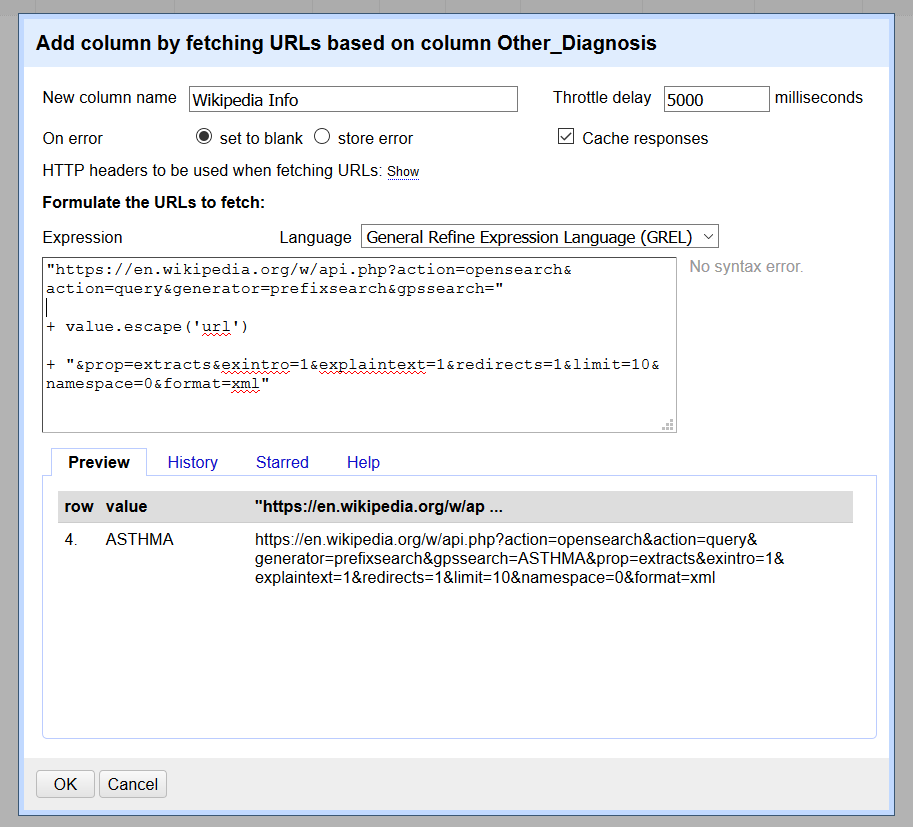 Add column by fetching URLs based on column Other_Diagnosis
New column name Wikipedia Info Throttle delay 5000 milliseconds
On error set to blank store error Cache responses
HTTP headers to be used when fetching URLs: Show
Formulate the URLs to fetch:
Expression Language General Refine Expression Language (GREL)
"https://en.wikipedia.org/w/api.php?action=opensearch& No syntax error.
action=query&generator=prefixsearch&gpssearch="
+ value.escape('url')
+ "&prop=extracts&exintro=1&explaintext=1&redirects=1&limit=10&
namespace=0&format=xml"
Preview History Starred Help
row value "https://en.wikipedia.org/w/ap ...
4. ASTHMA https://en.wikipedia.org/w/api.php?action=opensearch&action=query&
generator=prefixsearch&gpssearch=ASTHMA&prop=extracts&exintro=1&
explaintext=1&redirects=1&limit=10&namespace=0&format=xml
OK Cancel